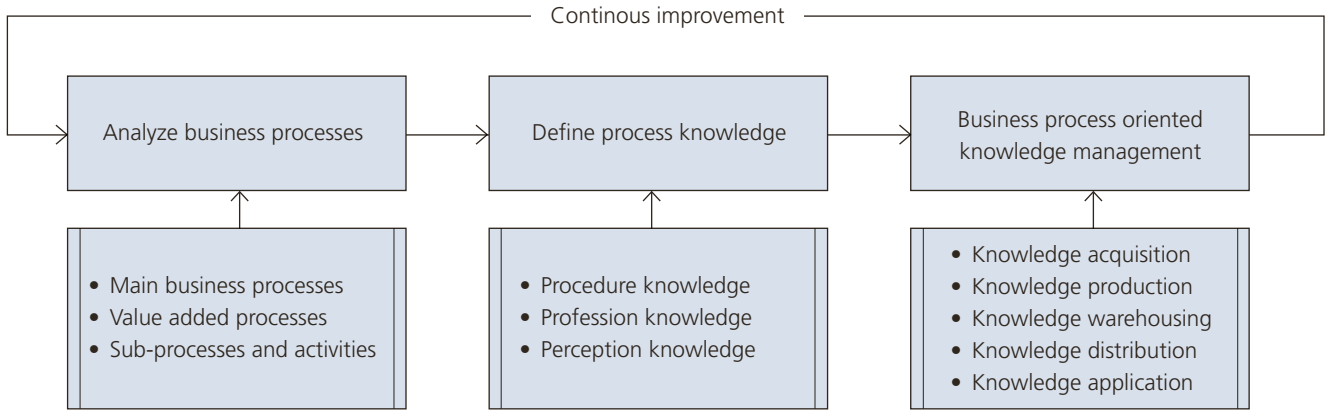 Continous improvement
Analyze business processes
Define process knowledge
Business process oriented
knowledge management
• Main business processes
• Value added processes
• Sub-processes and activities
• Procedure knowledge
• Profession knowledge
• Perception knowledge
• Knowledge acquisition
• Knowledge production
• Knowledge warehousing
• Knowledge distribution
• Knowledge application